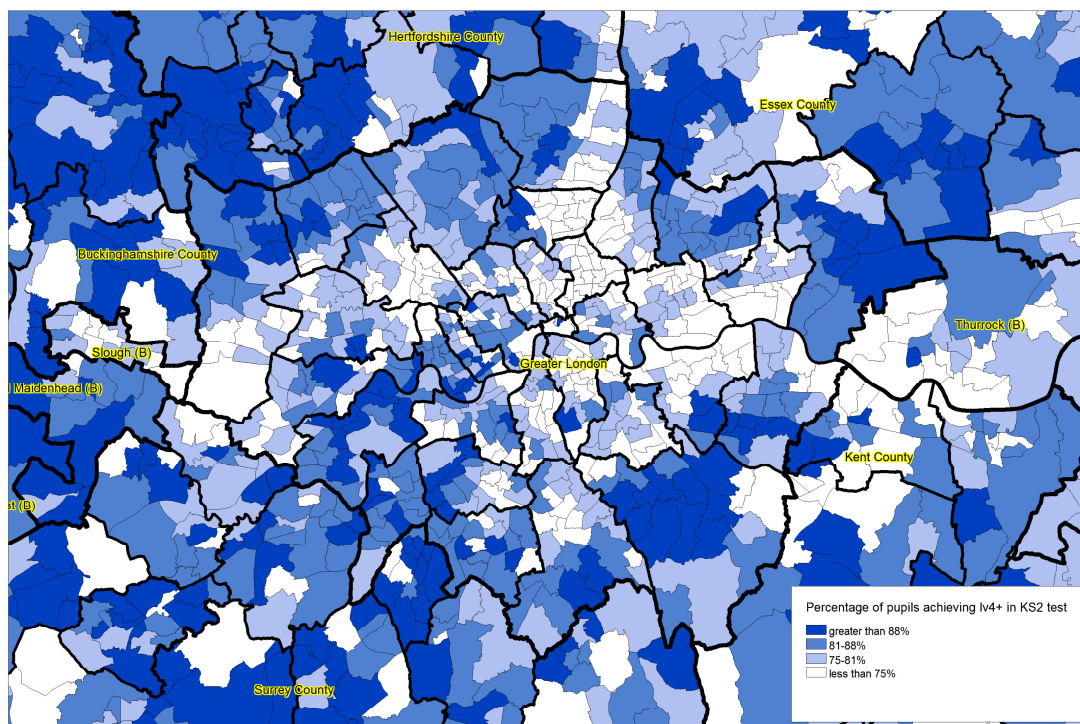 Hertfordshire County
Essex County
Buckinghamshire County
Thurrock (B)
Slough (B)
Greater London
Maidenhead (B)
Kent County
st (B)
Surrey County
Percentage of pupils achieving lv4+ in KS2 test
greater than 88%
81-88%
75-81%
less than 75%